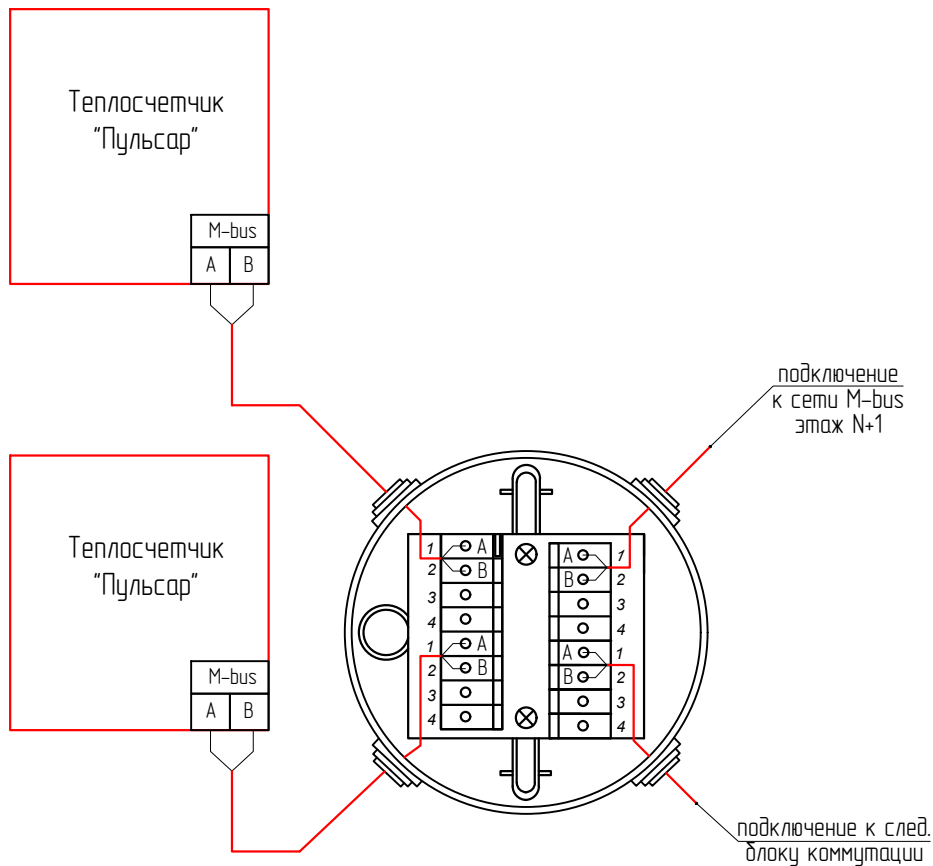 Теплосчетчик
"Пульсар"
M-bus
A B
подключение
к сети M-bus
этаж N+1
Теплосчетчик
"Пульсар"
M-bus
A B
1 A A 1
2 B B 2
3 3
4 4
1 A A 1
2 B B 2
3 3
4 4
подключение к след.
блоку коммутации